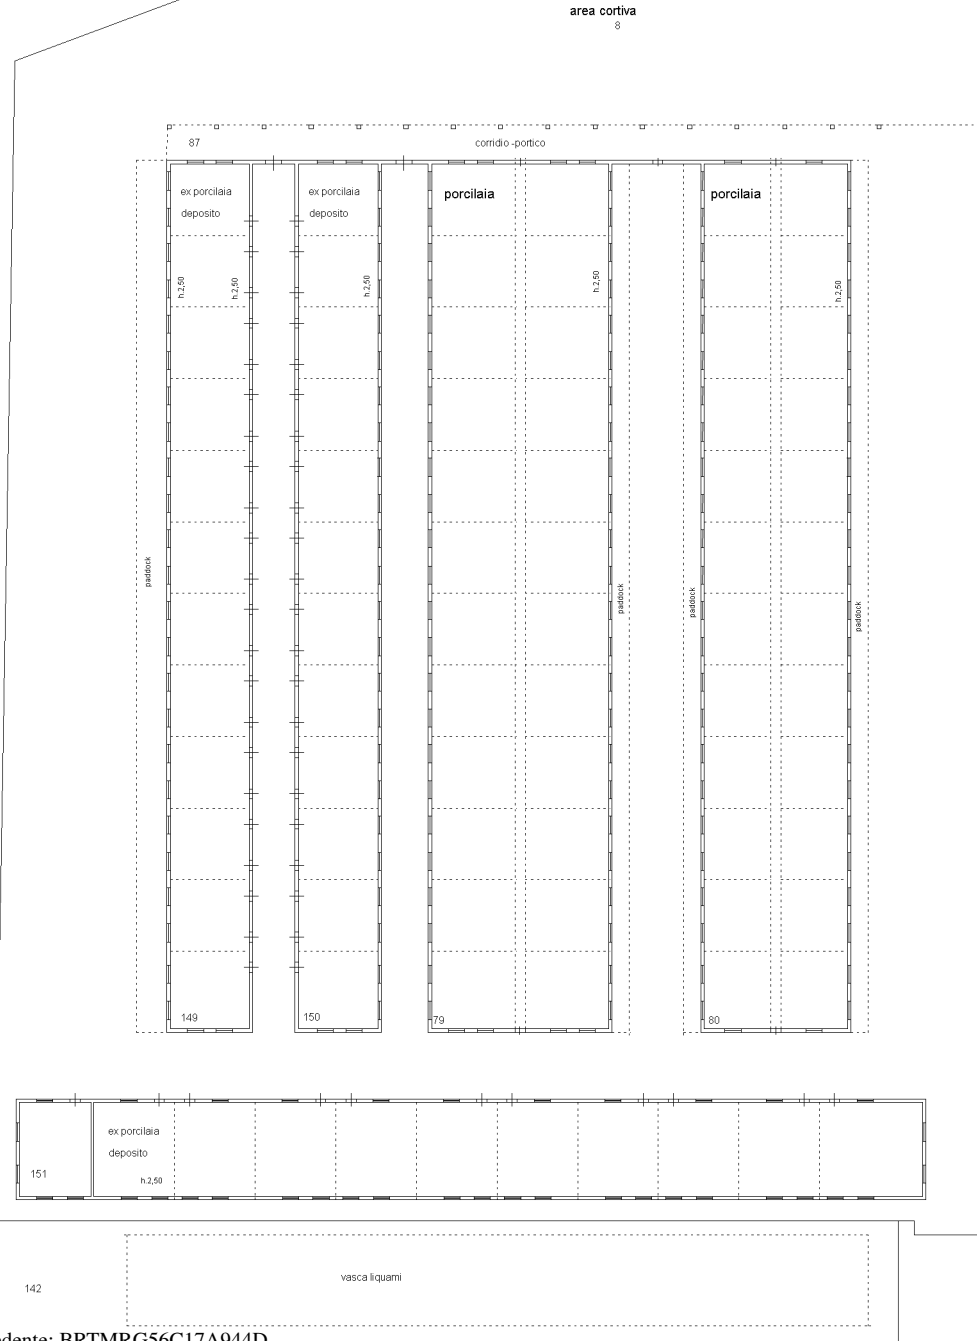 area cortiva
8
87
corridio -portico
ex porcilaia
deposito
ex porcilaia
deposito
porcilaia
porcilaia
h.2,50
h.2,50
h.2,50
h.2,50
h.2,50
paddock
paddock
paddock
paddock
149
150
79
80
ex porcilaia
deposito
h.2,50
151
vasca liquami
142